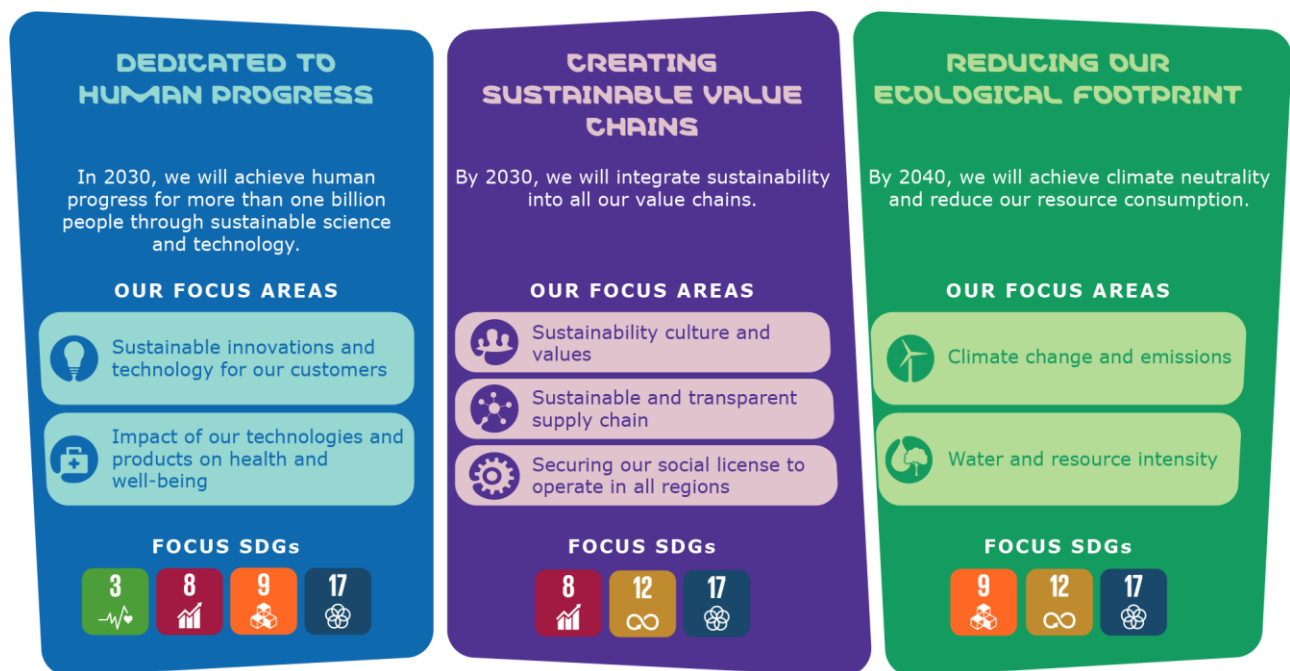 DEDICATED TO
HUMAN PROGRESS
In 2030, we will achieve human
progress for more than one billion
people through sustainable science
and technology.
OUR FOCUS AREAS
Sustainable innovations and
technology for our customers
Impact of our technologies and
products on health and
well-being
FOCUS SDGs
3
8
9
17
CREATING
SUSTAINABLE VALUE
CHAINS
By 2030, we will integrate sustainability
into all our value chains.
OUR FOCUS AREAS
Sustainability culture and
values
Sustainable and transparent
supply chain
Securing our social license to
operate in all regions
FOCUS SDGs
8
12
17
REDUCING OUR
ECOLOGICAL FOOTPRINT
By 2040, we will achieve climate neutrality
and reduce our resource consumption.
OUR FOCUS AREAS
Climate change and emissions
Water and resource intensity
FOCUS SDGs
9
12
17